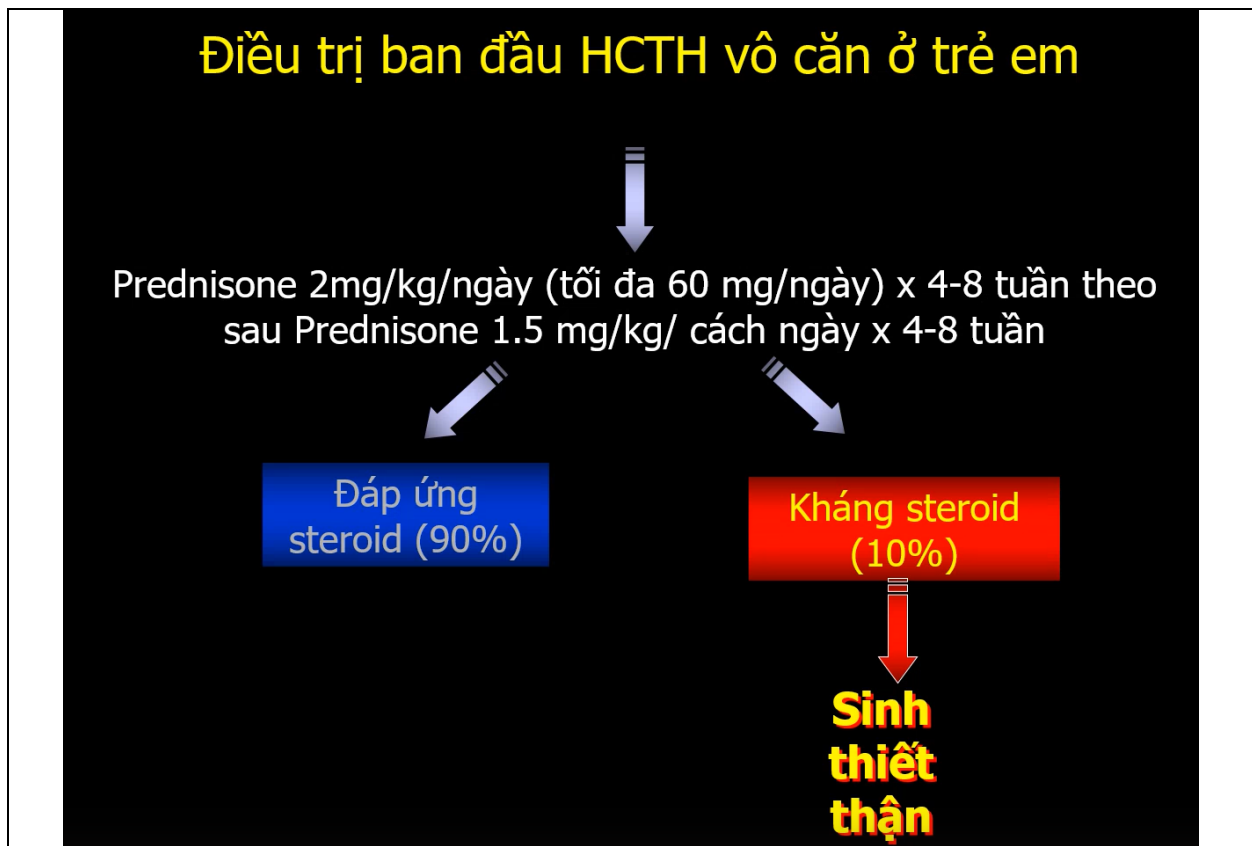 Điều trị ban đầu HCTH vô căn ở trẻ em
Prednisone 2mg/kg/ngày (tối đa 60 mg/ngày) x 4-8 tuần theo
sau Prednisone 1.5 mg/kg/ cách ngày x 4-8 tuần
Đáp ứng
steroid (90%)
Kháng steroid
(10%)
Sinh
thiết
thận